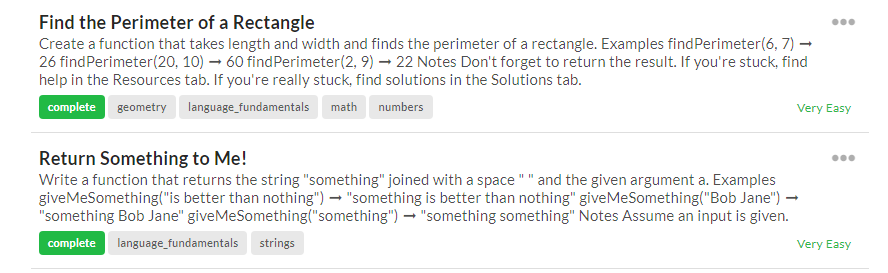 Find the Perimeter of a Rectangle
Create a function that takes length and width and finds the perimeter of a rectangle. Examples findPerimeter(6, 7) →
26 findPerimeter(20, 10) → 60 findPerimeter(2, 9) → 22 Notes Don't forget to return the result. If you're stuck, find
help in the Resources tab. If you're really stuck, find solutions in the Solutions tab.
complete geometry language_fundamentals math numbers Very Easy
Return Something to Me!
Write a function that returns the string "something" joined with a space " " and the given argument a. Examples
giveMeSomething("is better than nothing") → "something is better than nothing" giveMeSomething("Bob Jane") →
"something Bob Jane" giveMeSomething("something") → "something something" Notes Assume an input is given.
complete language_fundamentals strings Very Easy